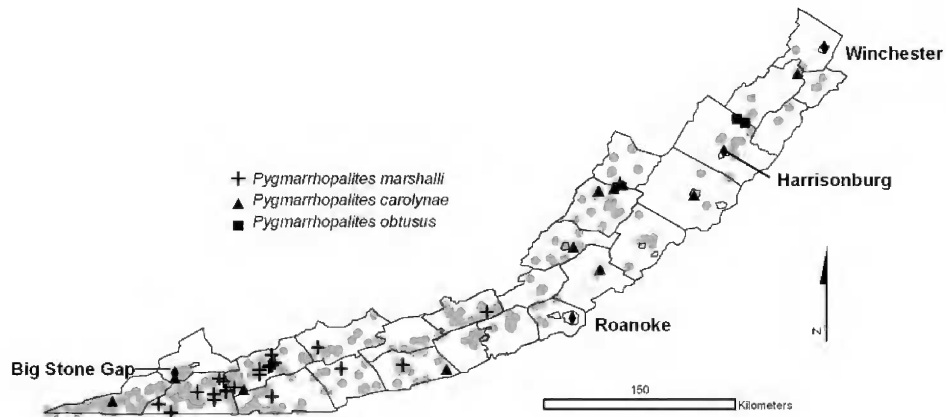 Winchester
Pygmarrhopalites marshalli
Pygmarrhopalites carolynae
Pygmarrhopalites obtusus
Harrisonburg
Z
Roanoke
Big Stone Gap
150
Kilometers